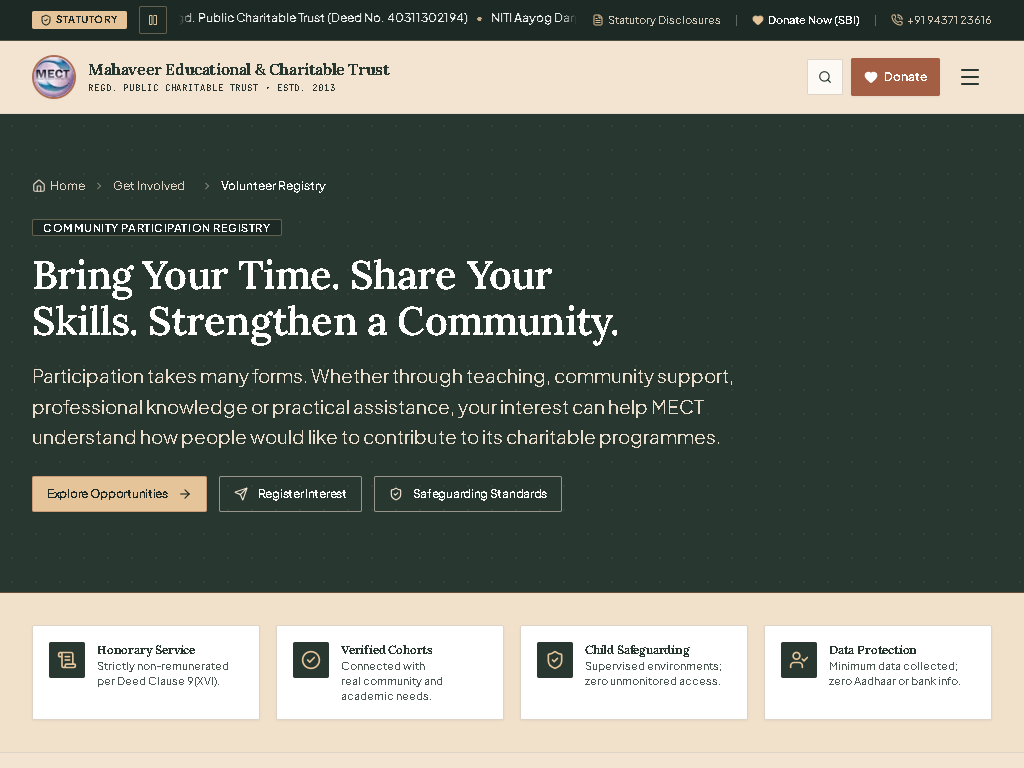 STATUTORY
gd. Public Charitable Trust (Deed No. 40311302194) • NITI Aayog Dar
Statutory Disclosures
Donate Now (SBI)
+91 94371 23616
MECT
Mahaveer Educational & Charitable Trust
REGD. PUBLIC CHARITABLE TRUST • ESTD. 2013
Donate
Home > Get Involved > Volunteer Registry
COMMUNITY PARTICIPATION REGISTRY
Bring Your Time. Share Your
Skills. Strengthen a Community.
Participation takes many forms. Whether through teaching, community support,
professional knowledge or practical assistance, your interest can help MECT
understand how people would like to contribute to its charitable programmes.
Explore Opportunities
Register Interest
Safeguarding Standards
Honorary Service
Strictly non-remunerated
per Deed Clause 9(XVI).
Verified Cohorts
Connected with
real community and
academic needs.
Child Safeguarding
Supervised environments;
zero unmonitored access.
Data Protection
Minimum data collected;
zero Aadhaar or bank info.